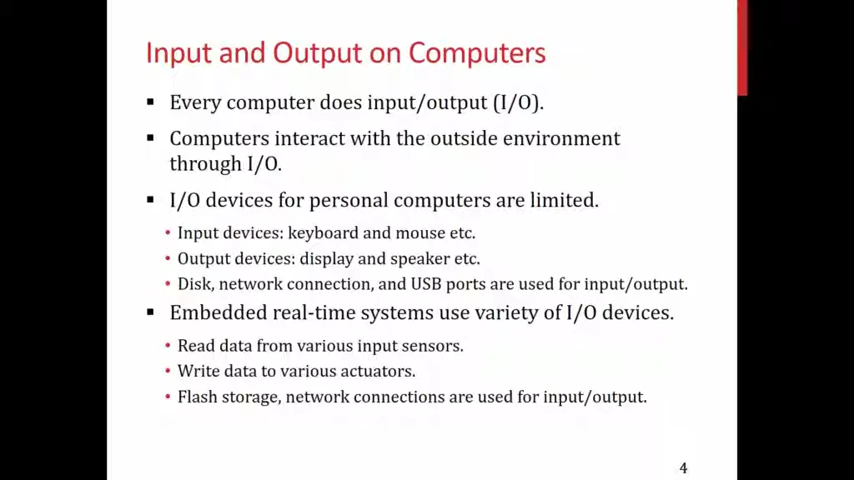 Input and Output on Computers
▪ Every computer does input/output (I/O).
▪ Computers interact with the outside environment
through I/O.
▪ I/O devices for personal computers are limited.
• Input devices: keyboard and mouse etc.
• Output devices: display and speaker etc.
• Disk, network connection, and USB ports are used for input/output.
▪ Embedded real-time systems use variety of I/O devices.
• Read data from various input sensors.
• Write data to various actuators.
• Flash storage, network connections are used for input/output.
4